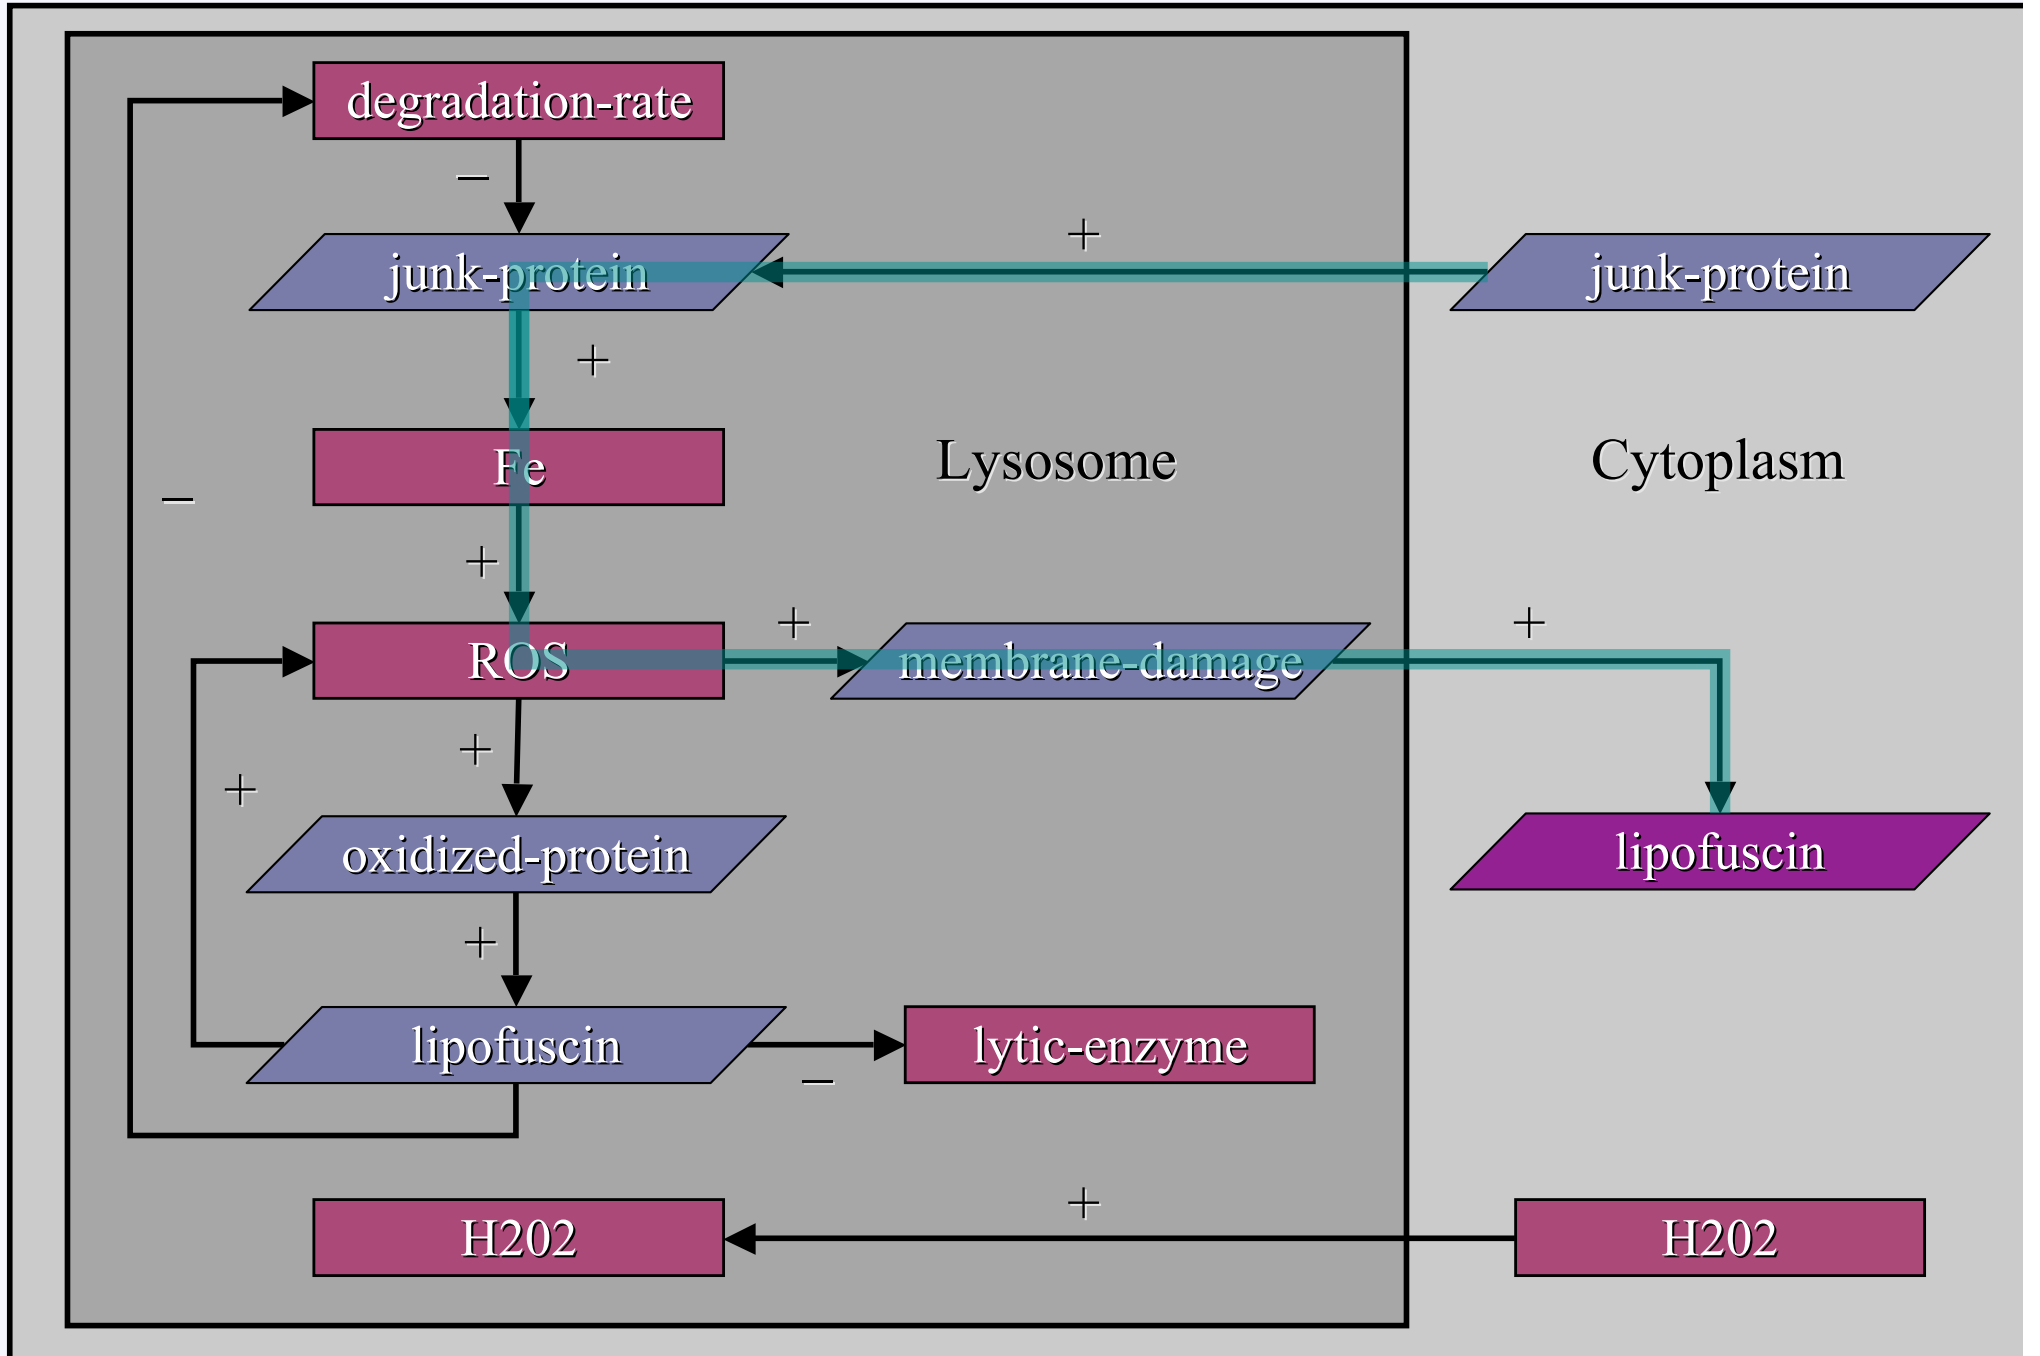 degradation-rate
−
+
junk-protein
junk-protein
+
Fe
Lysosome
Cytoplasm
−
+
ROS
+
membrane-damage
+
+
+
oxidized-protein
lipofuscin
+
lipofuscin
−
lytic-enzyme
+
H202
H202